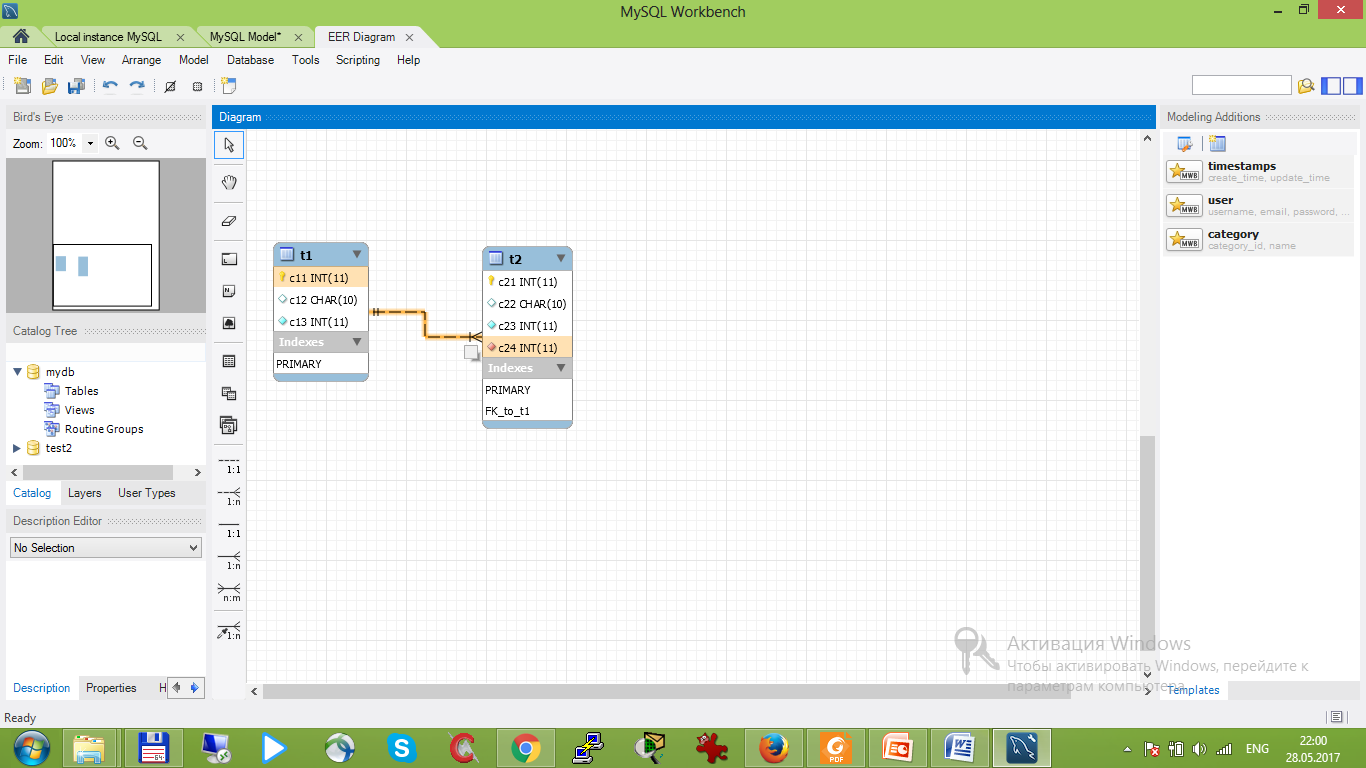 MySQL Workbench
Local instance MySQL
MySQL Model*
EER Diagram
File Edit View Arrange Model Database Tools Scripting Help
Bird's Eye
Zoom: 100%
Diagram
Modeling Additions
timestamps
create_time, update_time
user
username, email, password, ...
category
category_id, name
t1
c11 INT(11)
c12 CHAR(10)
c13 INT(11)
Indexes
PRIMARY
t2
c21 INT(11)
c22 CHAR(10)
c23 INT(11)
c24 INT(11)
Indexes
PRIMARY
FK_to_t1
Catalog Tree
mydb
Tables
Views
Routine Groups
test2
Catalog Layers User Types
Description Editor
No Selection
1:1
1:n
1:1
1:n
n:m
1:n
Активация Windows
Чтобы активировать Windows, перейдите к
параметрам компьютера.
Templates
Description Properties H
Ready
64
PDF
ENG
22:00
28.05.2017